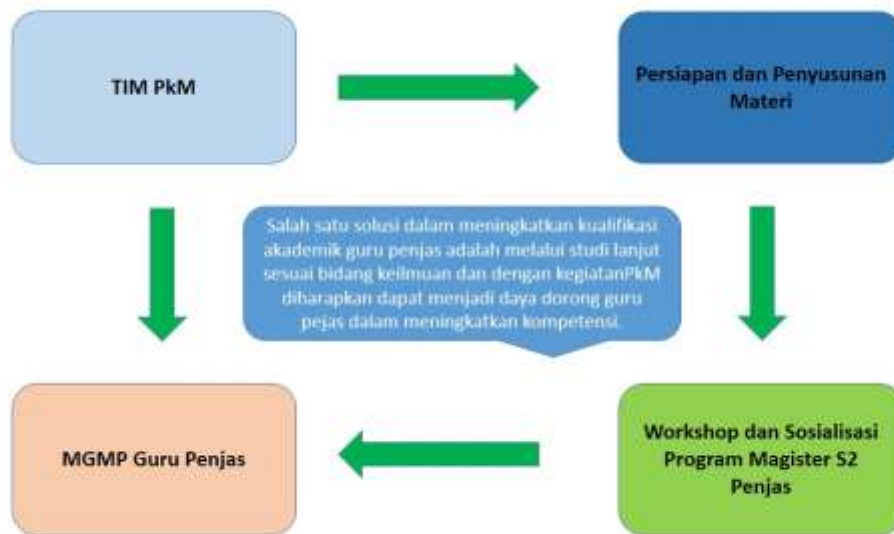 TIM PkM
Persiapan dan Penyusunan
Materi
Salah satu solusi dalam meningkatkan kualifikasi
akademik guru penjas adalah melalui studi lanjut
sesuai bidang keilmuan dan dengan kegiatanPkM
diharapkan dapat menjadi daya dorong guru
pejas dalam meningkatkan kompetensi.
MGMP Guru Penjas
Workshop dan Sosialisasi
Program Magister S2
Penjas